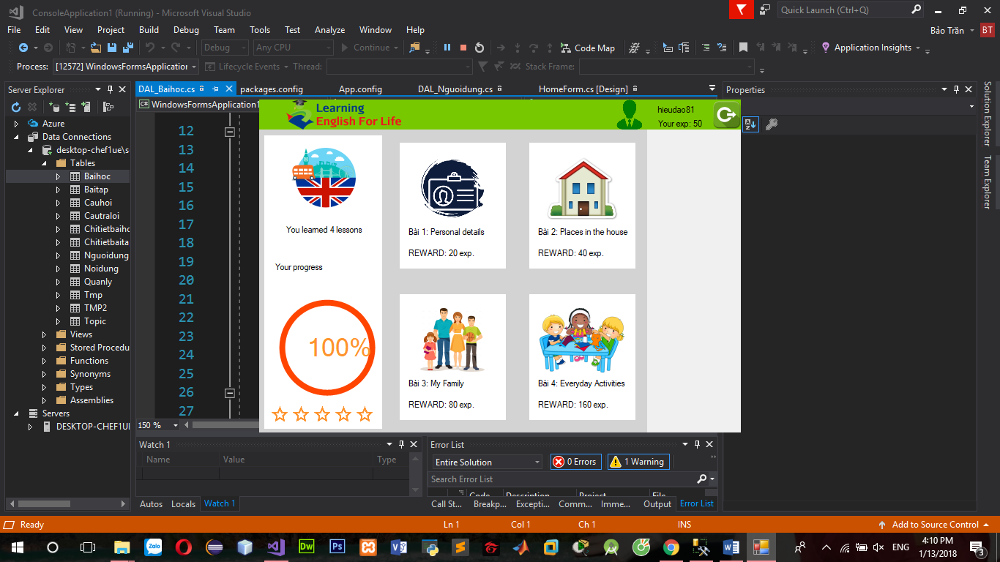 ConsoleApplication1 (Running) - Microsoft Visual Studio
Quick Launch (Ctrl+Q)
File Edit View Project Build Debug Team Tools Test Analyze Window Help
Bảo Trần BT
Debug Any CPU Continue Code Map Application Insights
Process: [12572] WindowsFormsApplication Lifecycle Events Thread: Stack Frame:
Server Explorer
Azure
Data Connections
desktop-chef1ue\s
Tables
Baihoc
Baitap
Cauhoi
Cautraloi
Chitietbaiho
Chitietbaita
Nguoidung
Noidung
Quanly
Tmp
TMP2
Topic
Views
Stored Procedu
Functions
Synonyms
Types
Assemblies
Servers
DESKTOP-CHEF1UE
DAL_Baihoc.cs packages.config App.config DAL_Nguoidung.cs HomeForm.cs [Design]
C# WindowsFormsApplication1
12
13
14
15
16
17
18
19
20
21
22
23
24
25
26
27
150 %
Learning
English For Life
hieudao81
Your exp: 50
You learned 4 lessons
Your progress
100%
Bài 1: Personal details
REWARD: 20 exp.
Bài 2: Places in the house
REWARD: 40 exp.
Bài 3: My Family
REWARD: 80 exp.
Bài 4: Everyday Activities
REWARD: 160 exp.
Properties
A
Z
Solution Explorer
Team Explorer
Watch 1
Name Value Type
Autos Locals Watch 1
Error List
Entire Solution 0 Errors 1 Warning
Search Error List
Code Description Project File
Call St... Breakp... Excepti... Comm... Imme... Output Error List
Ready Ln 1 Col 1 Ch 1 INS Add to Source Control
Zalo Dw Ps
ENG
4:10 PM
1/13/2018
3